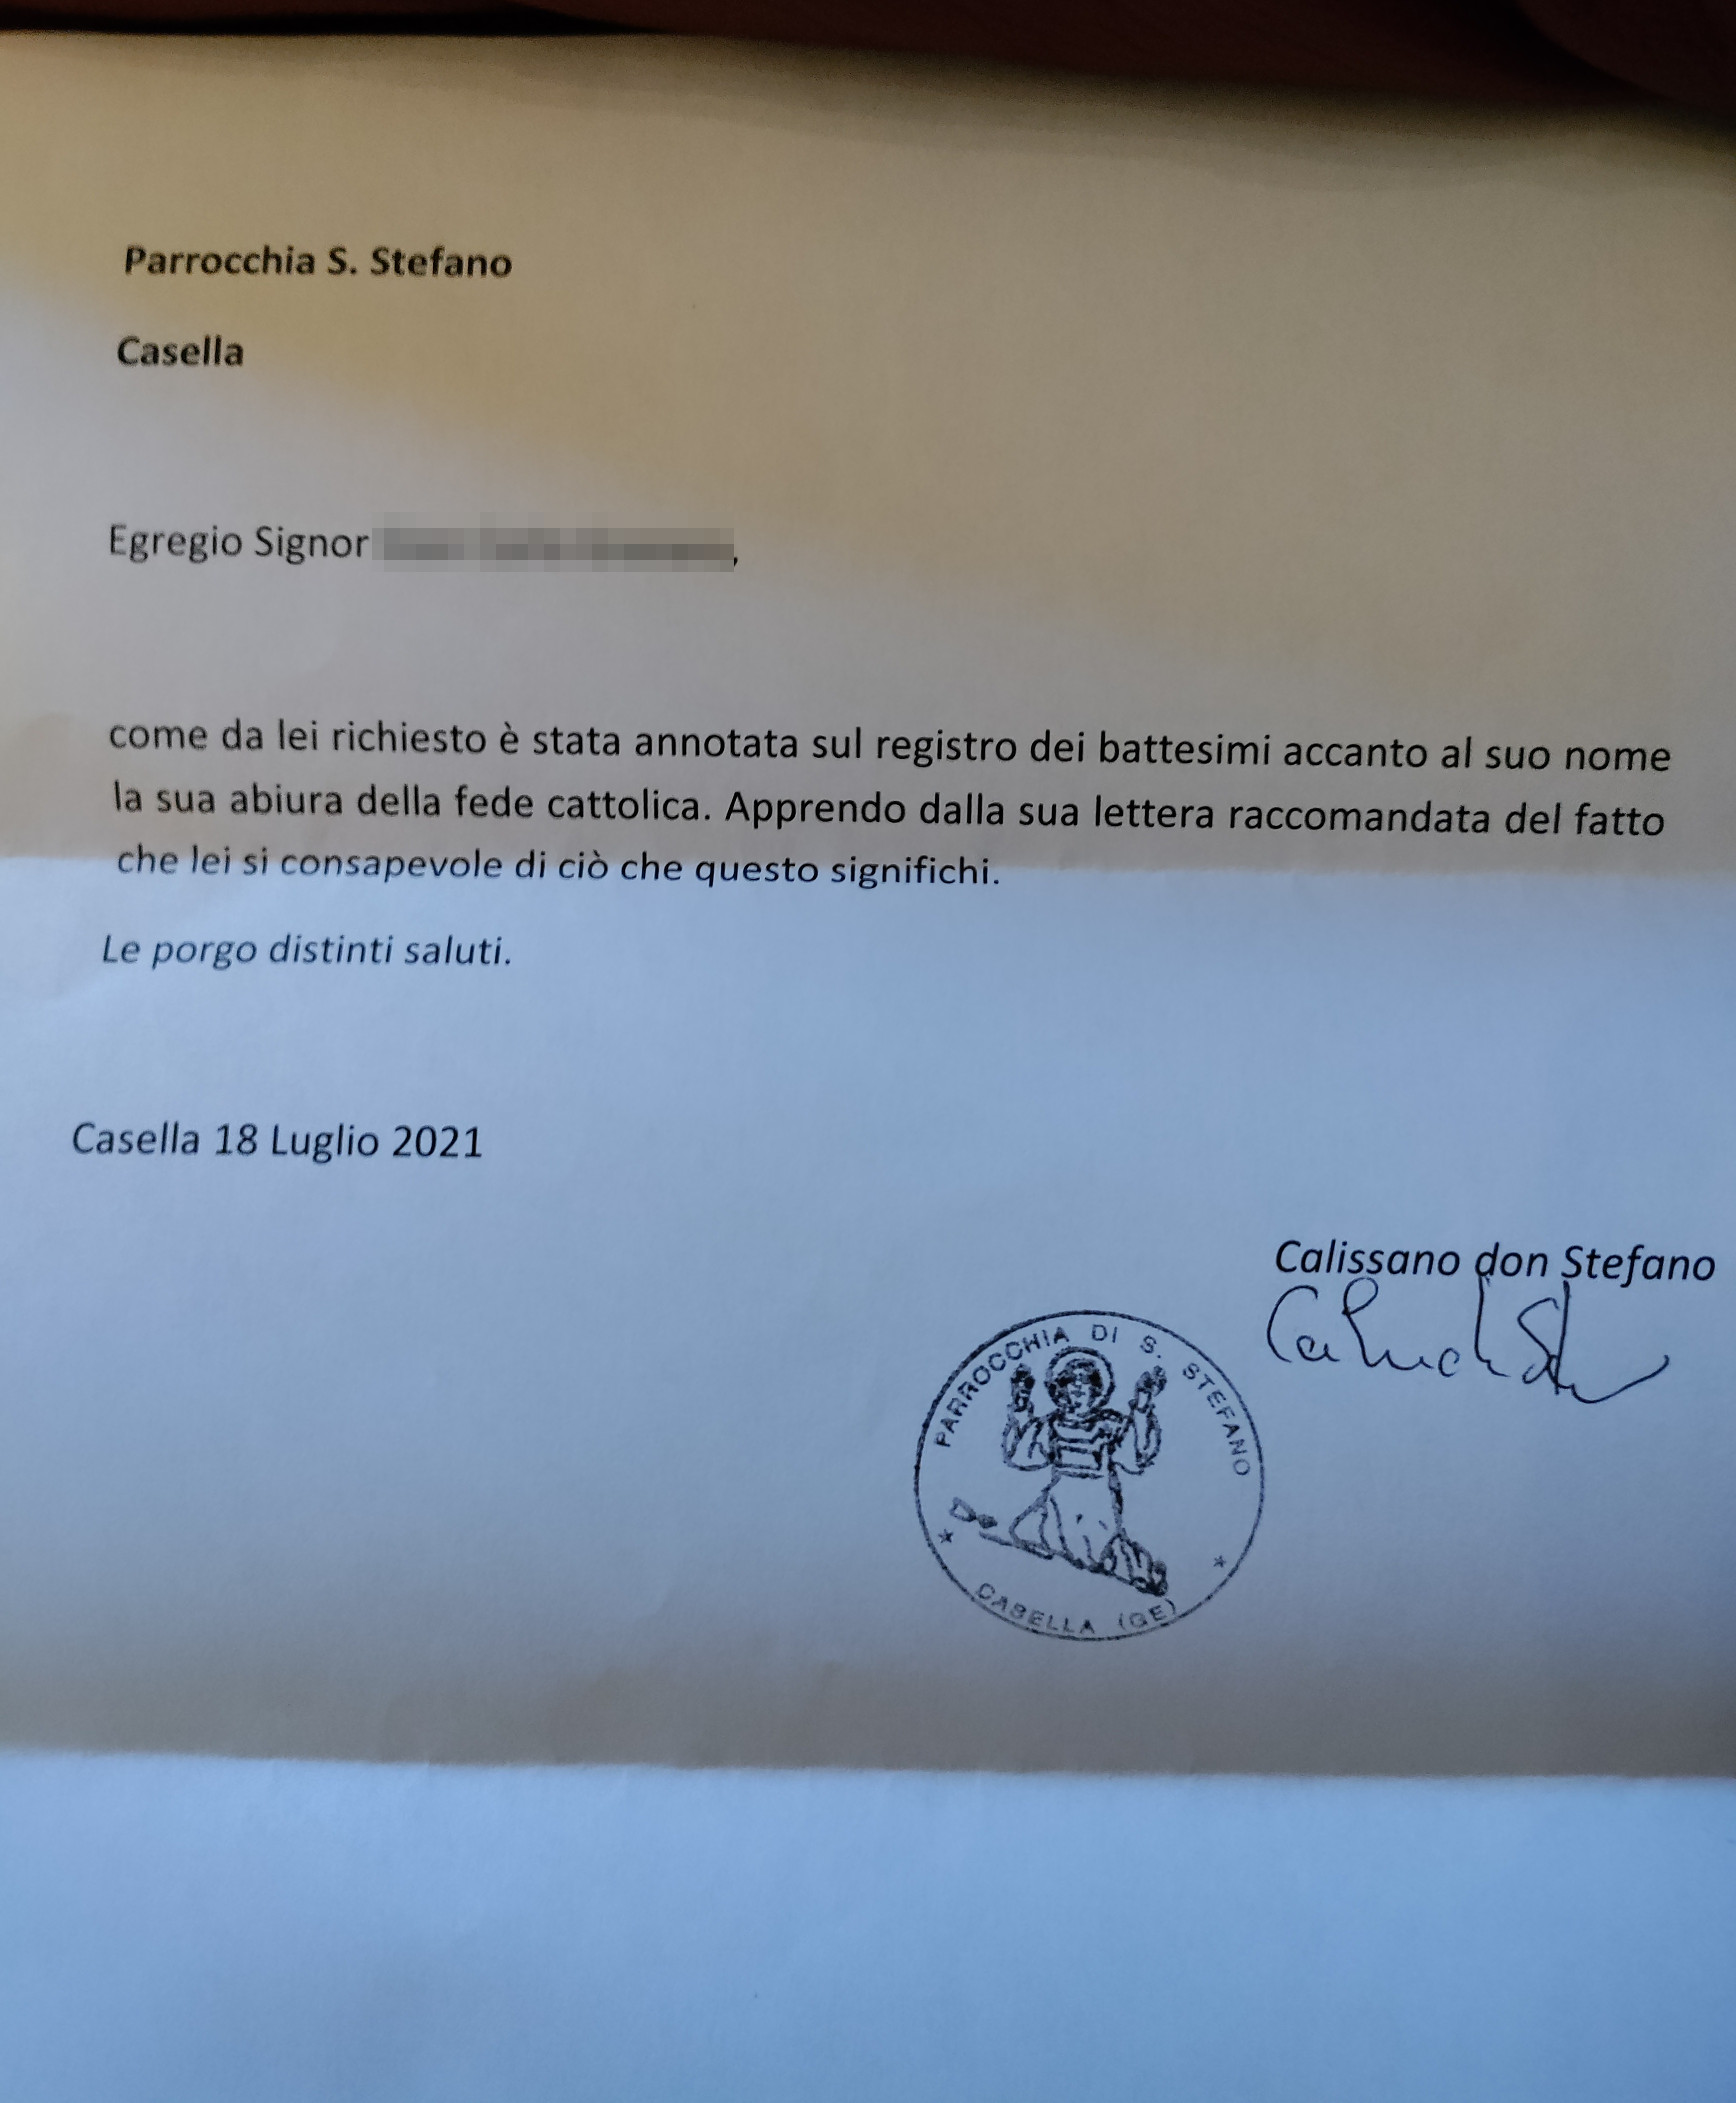 Parrocchia S. Stefano
Casella
Egregio Signor ,
come da lei richiesto è stata annotata sul registro dei battesimi accanto al suo nome
la sua abiura della fede cattolica. Apprendo dalla sua lettera raccomandata del fatto
che lei si consapevole di ciò che questo significhi.
Le porgo distinti saluti.
Casella 18 Luglio 2021
Calissano don Stefano
PARROCCHIA DI S. STEFANO
CASELLA (GE)